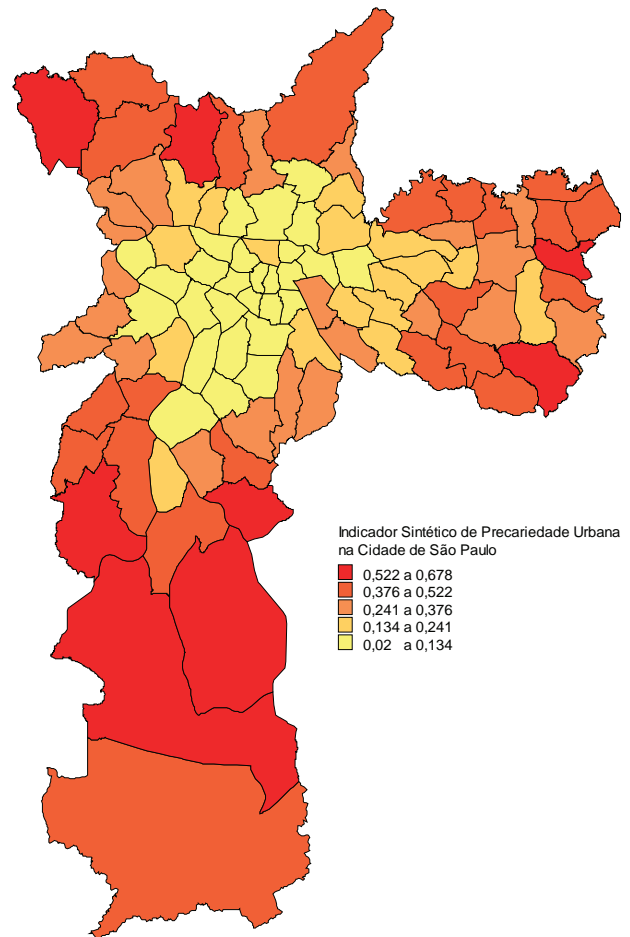 Indicador Sintético de Precariedade Urbana
na Cidade de São Paulo
0,522 a 0,678
0,376 a 0,522
0,241 a 0,376
0,134 a 0,241
0,02 a 0,134